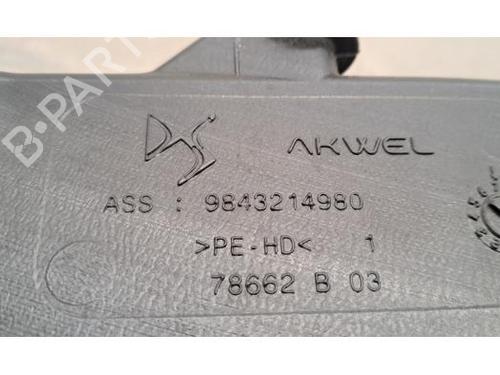 DS AKWEL
ASS : 9843214980
>PE-HD< 1
78662 B 03
B-PARTS